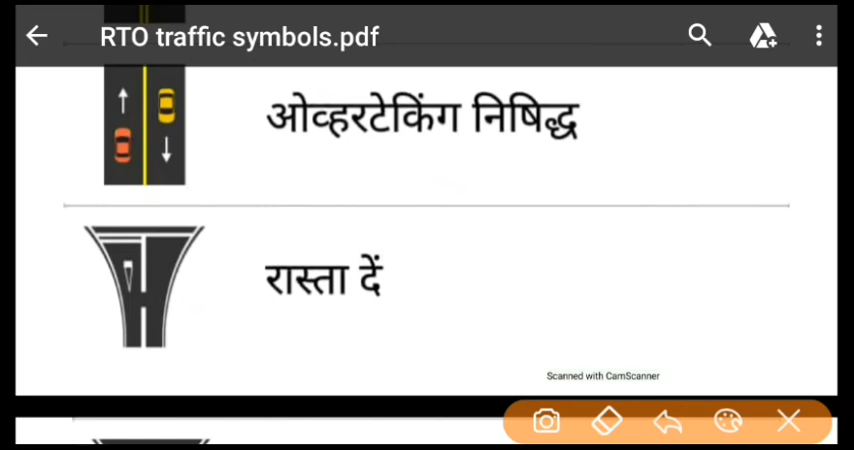 RTO traffic symbols.pdf
ओव्हरटेकिंग निषिद्ध
रास्ता दें
Scanned with CamScanner